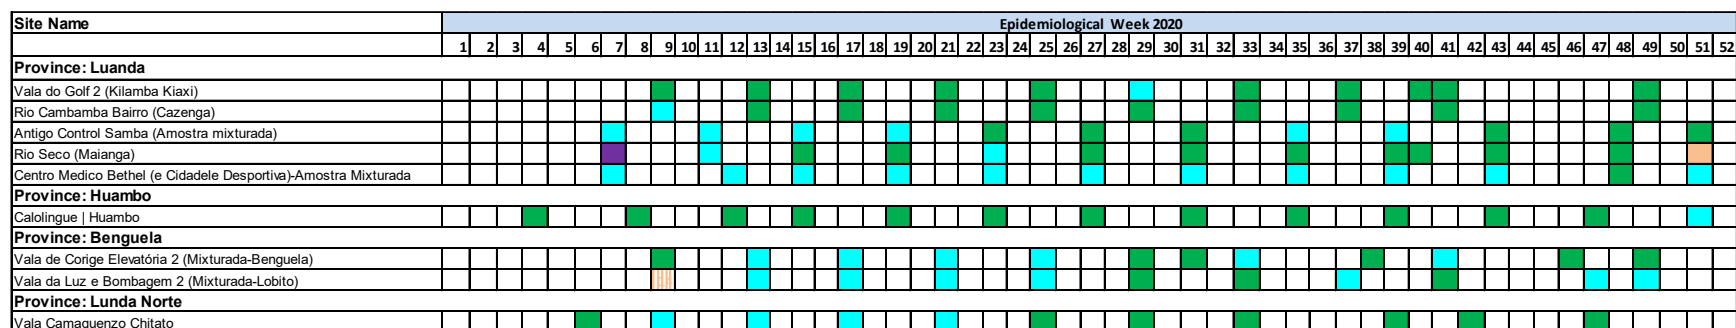 Site Name Epidemiological Week 2020
1 2 3 4 5 6 7 8 9 10 11 12 13 14 15 16 17 18 19 20 21 22 23 24 25 26 27 28 29 30 31 32 33 34 35 36 37 38 39 40 41 42 43 44 45 46 47 48 49 50 51 52
Province: Luanda
Vala do Golf 2 (Kilamba Kiaxi)
Rio Cambamba Bairro (Cazenga)
Antigo Control Samba (Amostra mixturada)
Rio Seco (Maianga)
Centro Medico Bethel (e Cidadele Desportiva)-Amostra Mixturada
Province: Huambo
Calolingue | Huambo
Province: Benguela
Vala de Corige Elevatória 2 (Mixturada-Benguela)
Vala da Luz e Bombagem 2 (Mixturada-Lobito)
Province: Lunda Norte
Vala Camaquenzo Chitato